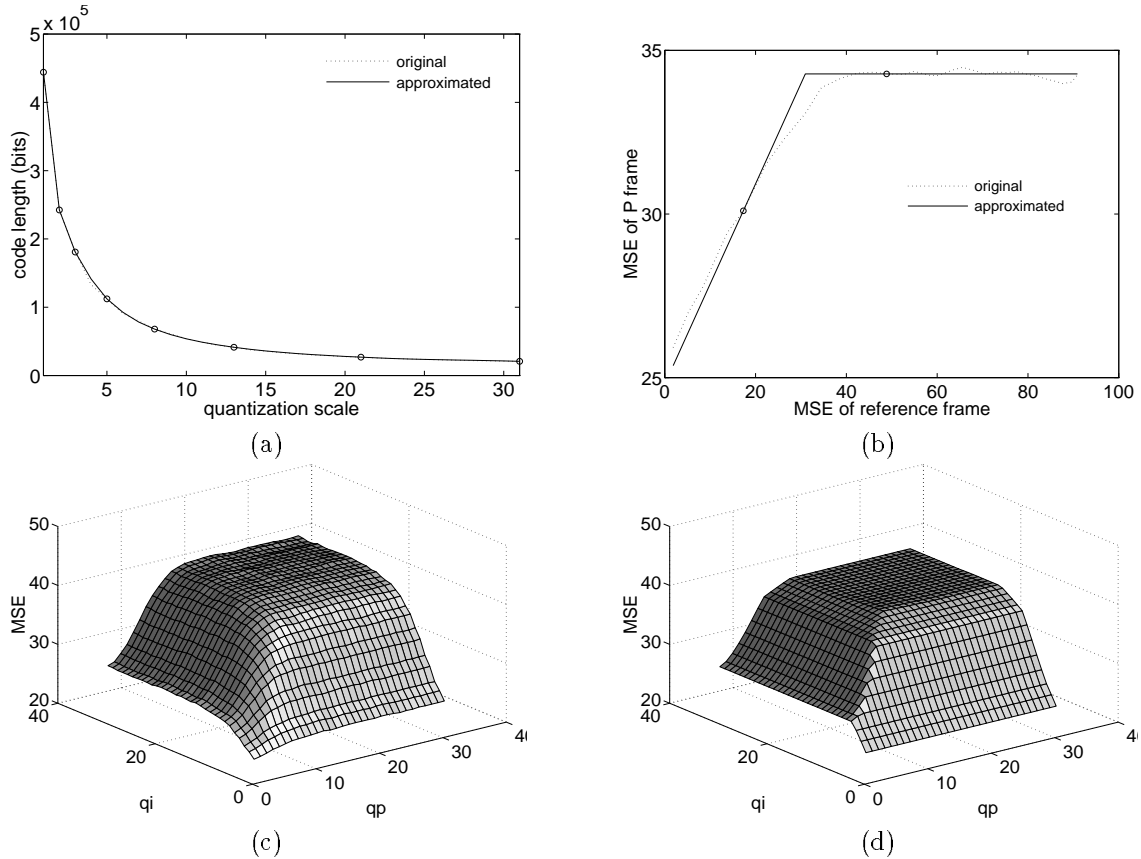 5 x 10^5
4
3
2
1
0
5 10 15 20 25 30
code length (bits)
quantization scale
original
approximated
(a)
35
30
25
0 20 40 60 80 100
MSE of P frame
MSE of reference frame
original
approximated
(b)
50
40
30
20
MSE
40
20
0
qi
0
10
20
30
40
qp
(c)
50
40
30
20
MSE
40
20
0
qi
0
10
20
30
40
qp
(d)